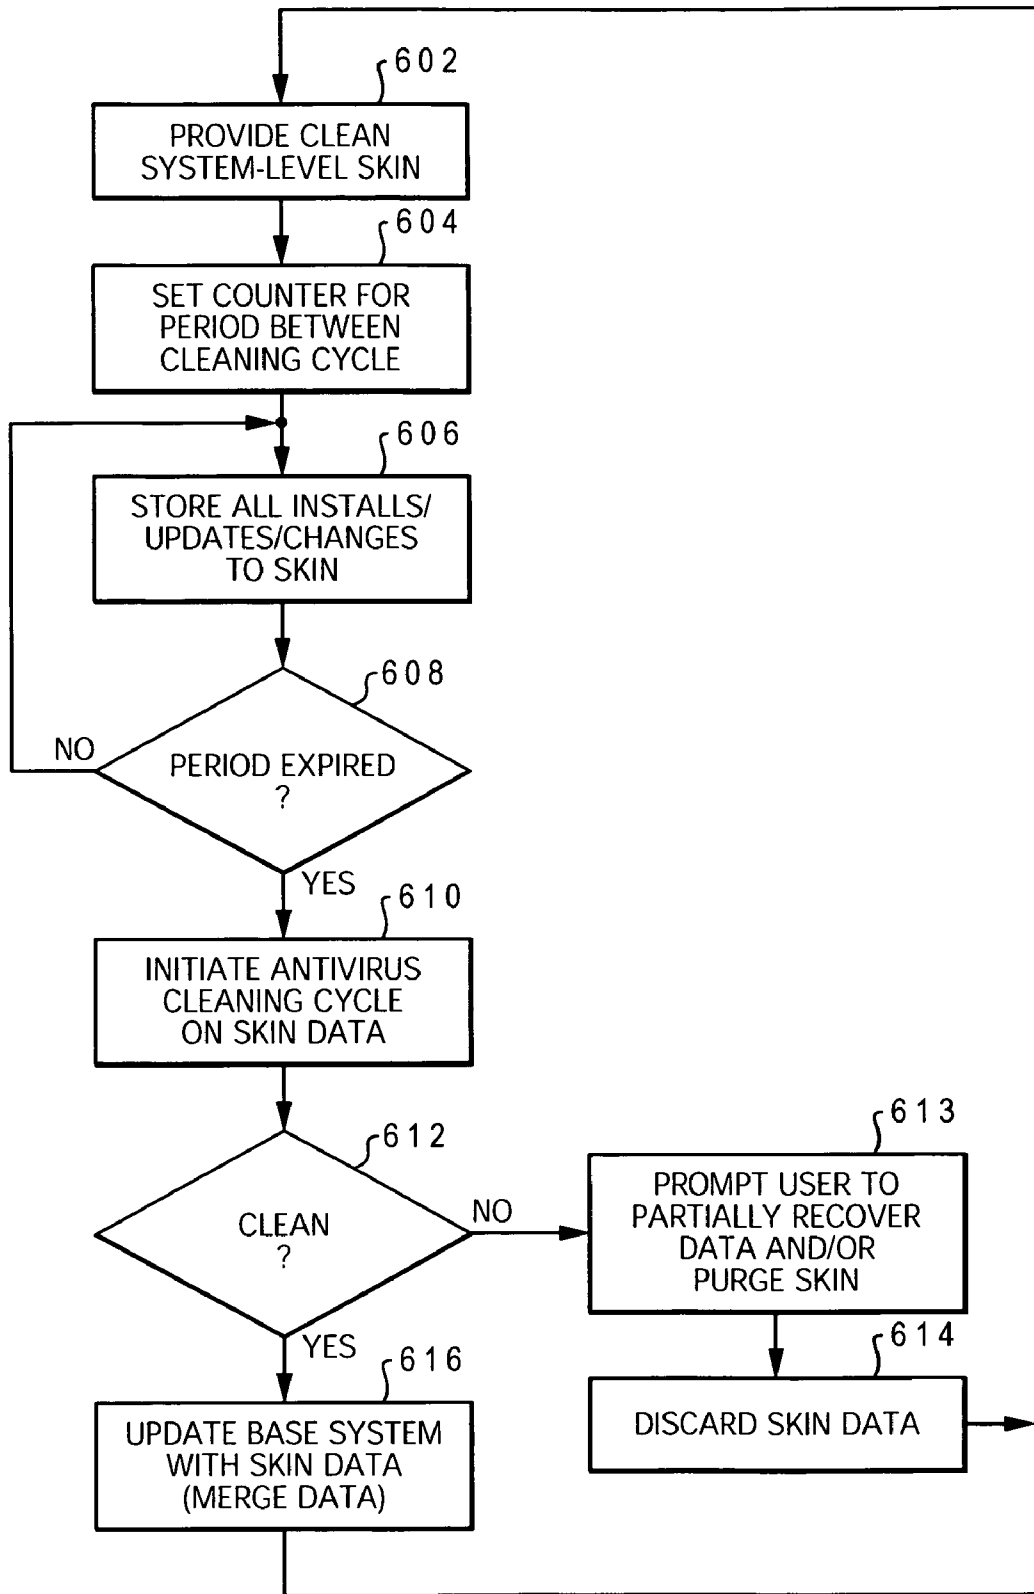 602
PROVIDE CLEAN
SYSTEM-LEVEL SKIN
604
SET COUNTER FOR
PERIOD BETWEEN
CLEANING CYCLE
606
STORE ALL INSTALLS/
UPDATES/CHANGES
TO SKIN
608
PERIOD EXPIRED
?
NO
YES
610
INITIATE ANTIVIRUS
CLEANING CYCLE
ON SKIN DATA
612
CLEAN
?
NO
613
PROMPT USER TO
PARTIALLY RECOVER
DATA AND/OR
PURGE SKIN
614
DISCARD SKIN DATA
YES
616
UPDATE BASE SYSTEM
WITH SKIN DATA
(MERGE DATA)